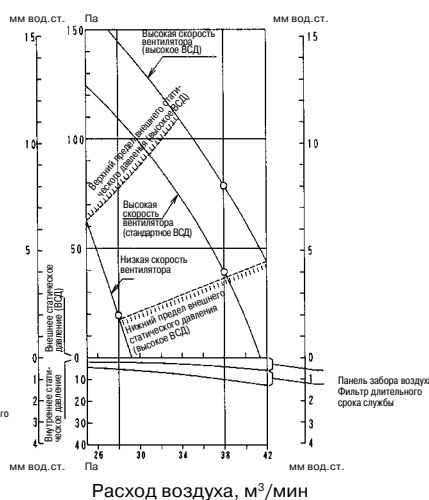 мм вод.ст.
Па
мм вод.ст.
15
150
15
Высокая скорость
вентилятора
(высокое ВСД)
Верхний предел внешнего стати-
ческого давления (высокое ВСД)
10
100
10
Высокая
скорость
вентилятора
(стандартное ВСД)
5
50
5
Низкая скорость
вентилятора
Нижний предел внешнего
статического давления
(высокое ВСД)
Внешнее статическое
давление (ВСД)
0
0
0
Внутреннее стати-
ческое давление
1
10
1
2
20
2
3
30
3
4
40
4
Панель забора воздуха
Фильтр длительного
срока службы
го
26
30
34
38
42
мм вод.ст.
Па
мм вод.ст.
Расход воздуха, м³/мин